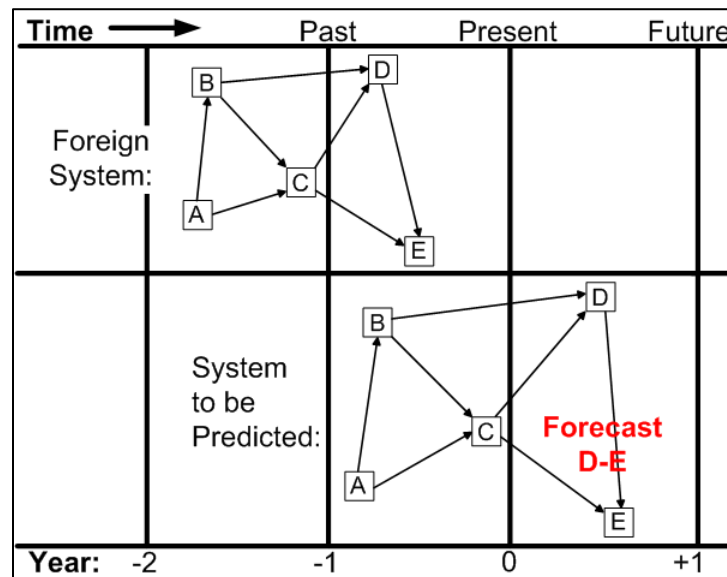 Time Past Present Future
B D
Foreign
System:
C
A
E
D
B
System
to be
Predicted:
C Forecast
D-E
A
E
Year: -2 -1 0 +1